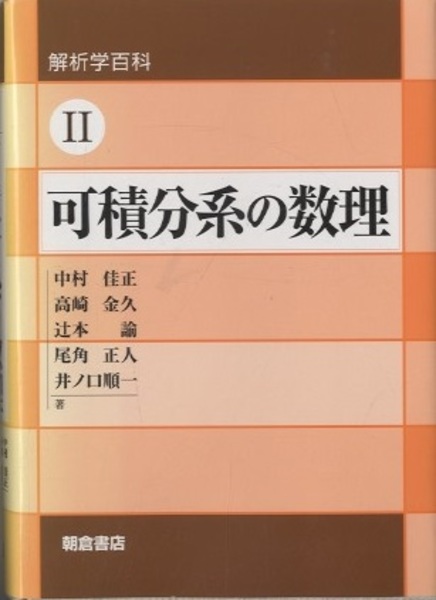 解析学百科
II
可積分系の数理
中村 佳正
高崎 金久
辻本 諭
尾角 正人
井ノ口順一
著
朝倉書店